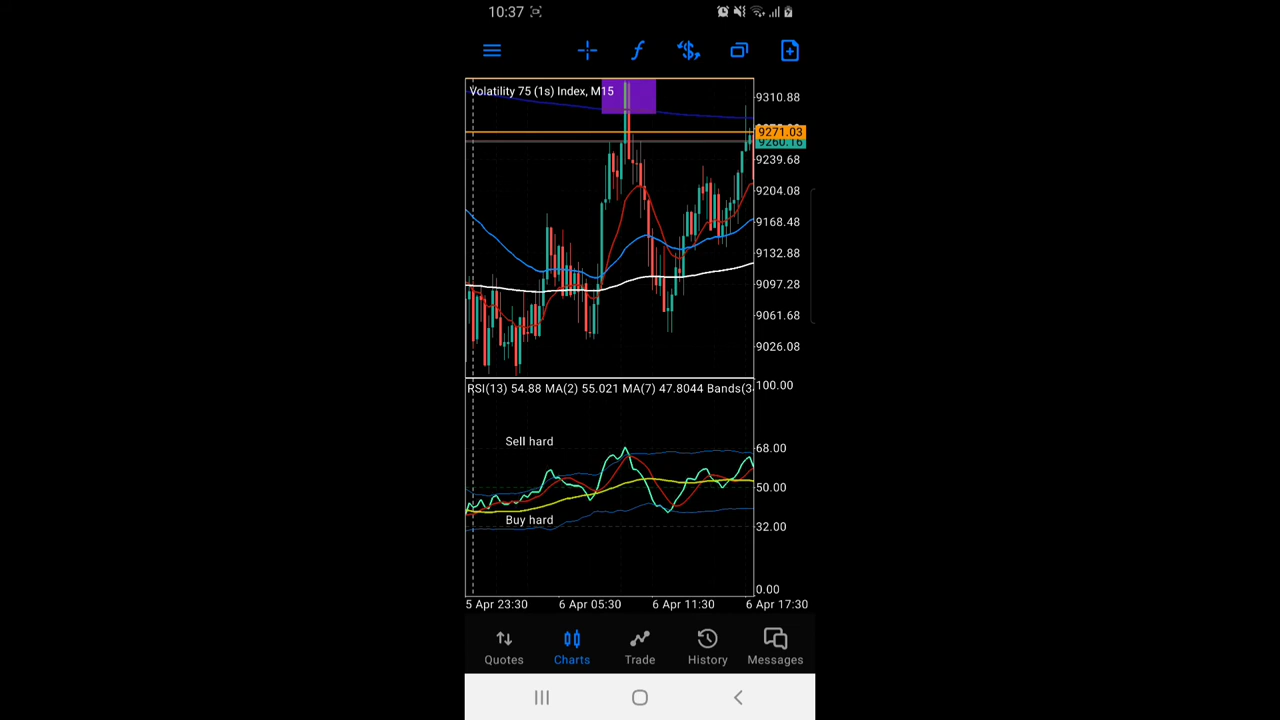 10:37
Volatility 75 (1s) Index, M15
9310.88
9271.03
9260.16
9239.68
9204.08
9168.48
9132.88
9097.28
9061.68
9026.08
RSI(13) 54.88 MA(2) 55.021 MA(7) 47.8044 Bands(3
100.00
Sell hard
68.00
50.00
Buy hard
32.00
0.00
5 Apr 23:30 6 Apr 05:30 6 Apr 11:30 6 Apr 17:30
Quotes Charts Trade History Messages